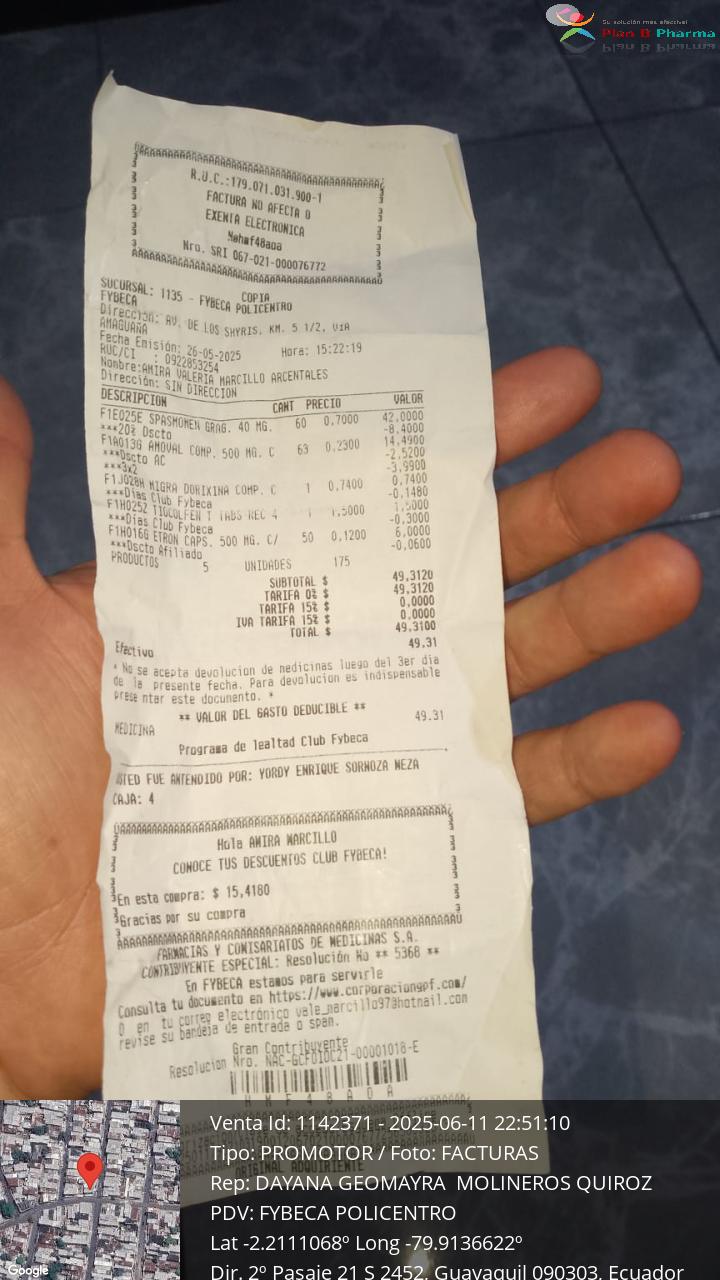 Su solución más efectiva!
Plan B Pharma
R.U.C.:179.071.031.900-1
FACTURA NO AFECTA O
EXENTA ELECTRONICA
Nro. SRI 067-021-000076772
COPIA
SUCURSAL: 1135 - FYBECA POLICENTRO
FYBECA
Dirección: AV. DE LOS SHYRIS, KM. 5 1/2, VIA
AMAGUAÑA
Fecha Emisión: 26-05-2025 Hora: 15:22:19
RUC/CI : 0922853254
Nombre:AMIRA VALERIA MARCILLO ARCENTALES
Dirección: SIN DIRECCION
DESCRIPCION CANT PRECIO VALOR
F1E025E SPASMOMEN GRAG. 40 MG. 60 0,7000 42,0000
***20% Dscto -8,4000
F1A013G AMOVAL COMP. 500 MG. C 63 0,2300 14,4900
***Dscto AC -2,5200
***3x2 -3,9900
F1J028H MIGRA DORIXINA COMP. C 1 0,7400 0,7400
***Dias Club Fybeca -0,1480
F1H025Z TIOCOLFEN T TABS REC 4 1 1,5000 1,5000
***Dias Club Fybeca -0,3000
F1H016G ETRON CAPS. 500 MG. C/ 50 0,1200 6,0000
***Dscto Afiliado -0,0600
PRODUCTOS 5 UNIDADES 175
SUBTOTAL $ 49,3120
TARIFA 0% $ 49,3120
TARIFA 15% $ 0,0000
IVA TARIFA 15% $ 0,0000
TOTAL $ 49,3100
Efectivo 49,31
* No se acepta devolucion de medicinas luego del 3er dia
de la presente fecha. Para devolucion es indispensable
prese ntar este documento. *
** VALOR DEL GASTO DEDUCIBLE **
MEDICINA 49.31
Programa de lealtad Club Fybeca
USTED FUE ANTENDIDO POR: YORDY ENRIQUE SORNOZA MEZA
CAJA: 4
Hola AMIRA MARCILLO
CONOCE TUS DESCUENTOS CLUB FYBECA!
En esta compra: $ 15,4180
Gracias por su compra
FARMACIAS Y COMISARIATOS DE MEDICINAS S.A.
CONTRIBUYENTE ESPECIAL: Resolución No ** 5368 **
En FYBECA estamos para servirle
Consulta tu documento en https://www.corporaciongpf.com/
O en tu correo electrónico vale_marcillo97@hotmail.com
revise su bandeja de entrada o span.
Gran Contribuyente
Resolucion Nro. NAC-GCFOIOC21-00001018-E
ORIGINAL ADQUIRIENTE
Venta Id: 1142371 - 2025-06-11 22:51:10
Tipo: PROMOTOR / Foto: FACTURAS
Rep: DAYANA GEOMAYRA MOLINEROS QUIROZ
PDV: FYBECA POLICENTRO
Lat -2.2111068º Long -79.9136622º
Dir. 2º Pasaje 21 S 2452, Guayaquil 090303, Ecuador
Google